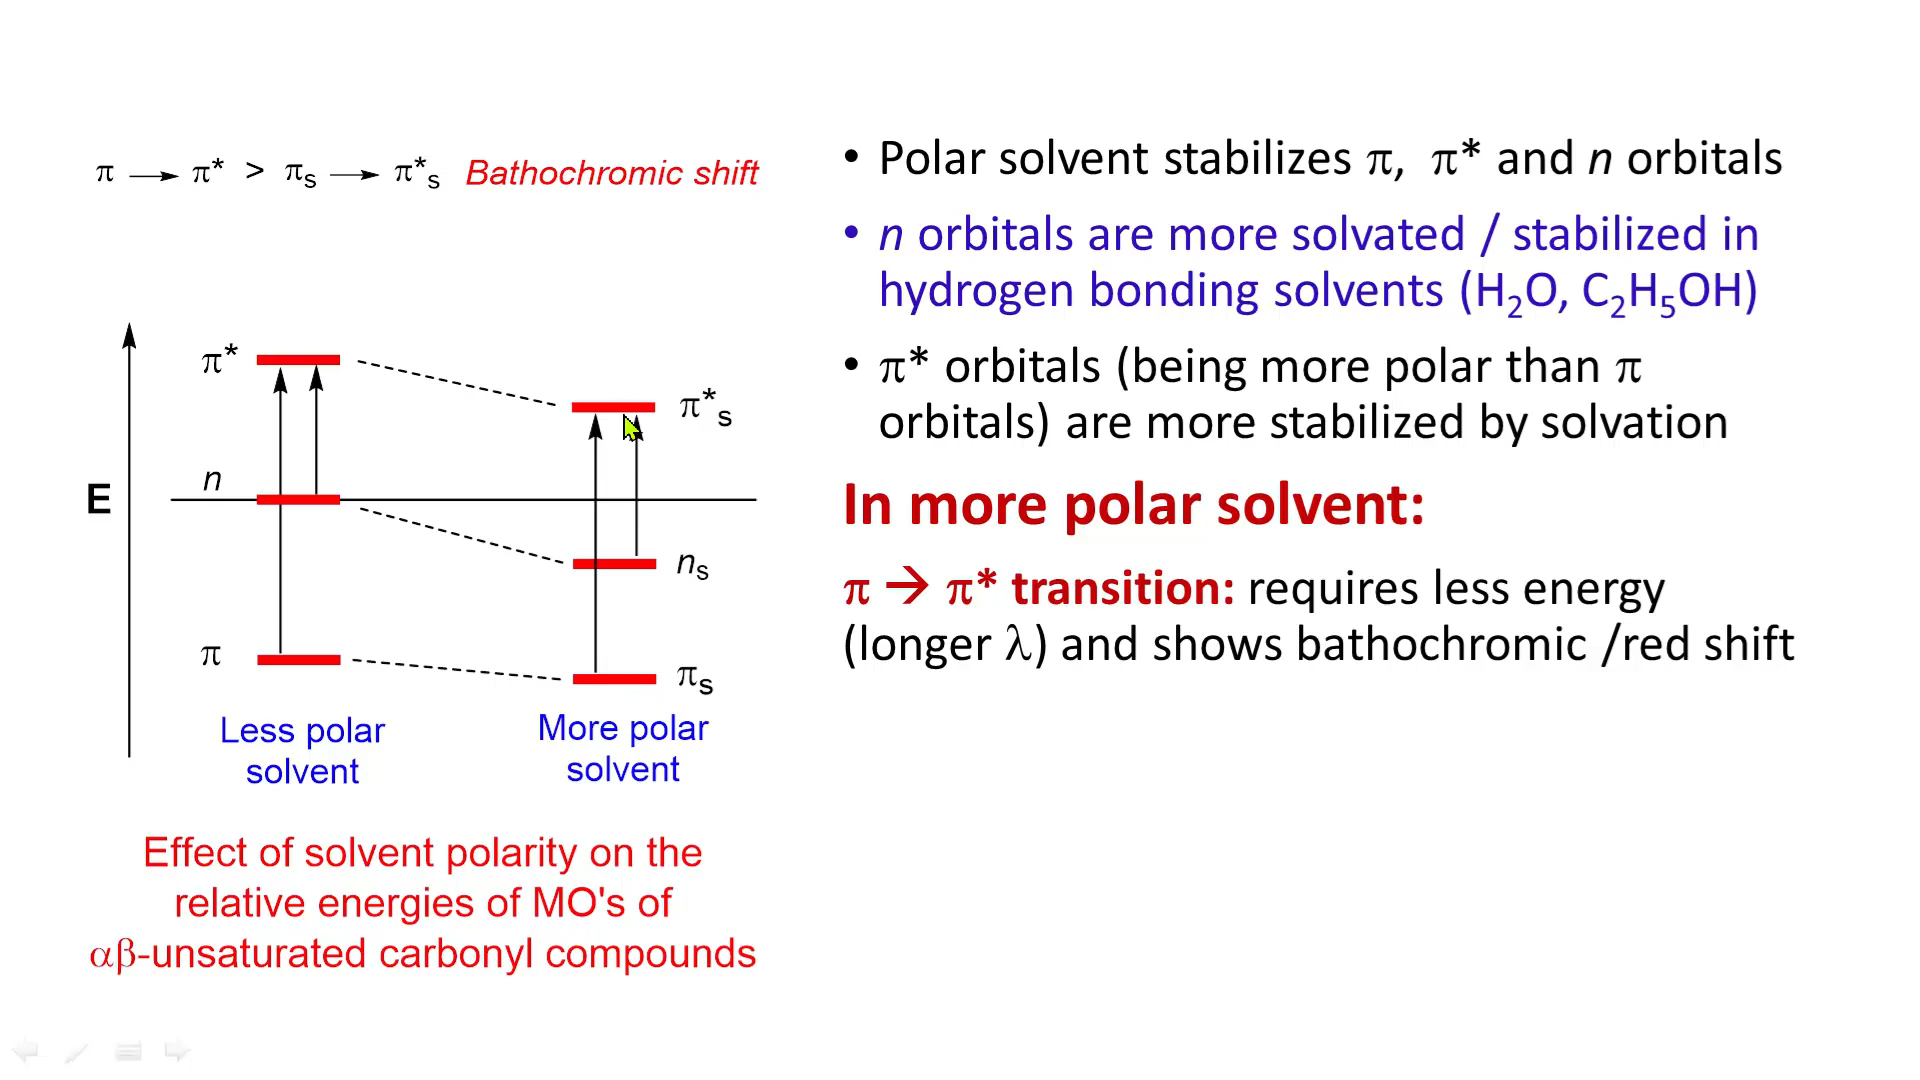 π → π* > πs → π*s Bathochromic shift
π*
π*s
n
E
ns
π
πs
Less polar
solvent
More polar
solvent
Effect of solvent polarity on the
relative energies of MO's of
αβ-unsaturated carbonyl compounds
• Polar solvent stabilizes π, π* and n orbitals
• n orbitals are more solvated / stabilized in
hydrogen bonding solvents (H₂O, C₂H₅OH)
• π* orbitals (being more polar than π
orbitals) are more stabilized by solvation
In more polar solvent:
π → π* transition: requires less energy
(longer λ) and shows bathochromic /red shift